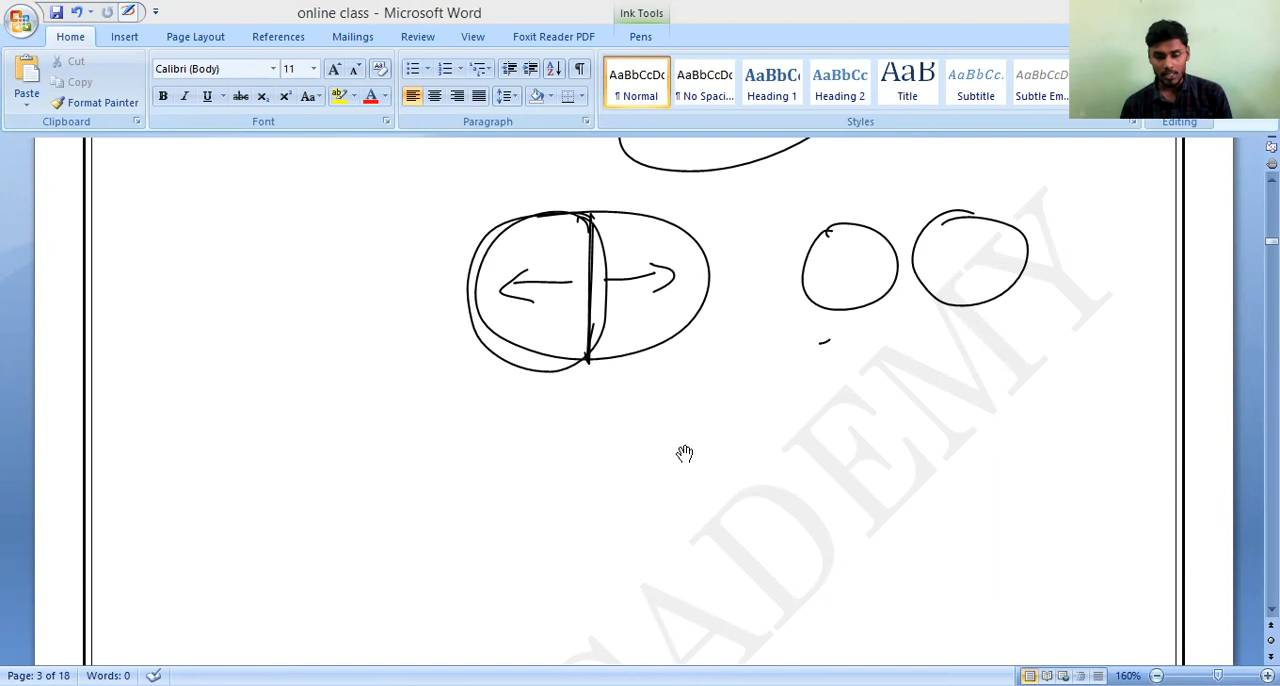 online class - Microsoft Word
Ink Tools
Home Insert Page Layout References Mailings Review View Foxit Reader PDF Pens
Paste
Cut
Copy
Format Painter
Clipboard
Calibri (Body) 11
Font
Paragraph
AaBbCcDc AaBbCcDc AaBbCc AaBbCc AaB AaBbCc. AaBbCcDc
¶ Normal ¶ No Spaci... Heading 1 Heading 2 Title Subtitle Subtle Em...
Styles
Editing
ACADEMY
Page: 3 of 18 Words: 0 160%